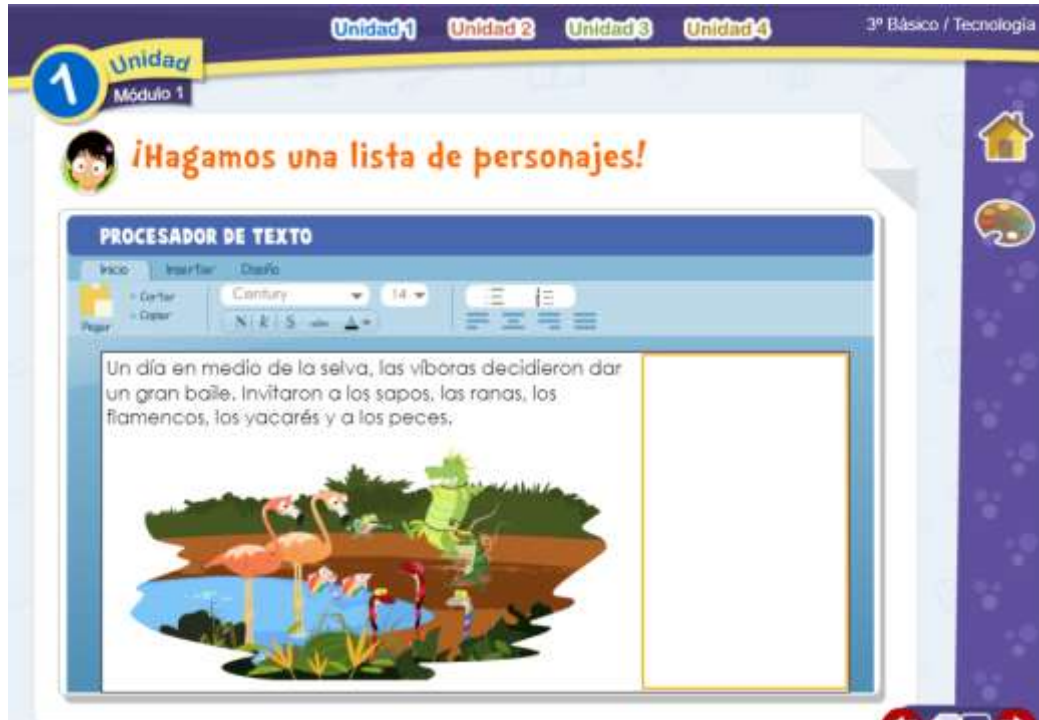 Unidad 1 Unidad 2 Unidad 3 Unidad 4 3º Básico / Tecnología
1 Unidad
Módulo 1
¡Hagamos una lista de personajes!
PROCESADOR DE TEXTO
Inicio Insertar Diseño
Pegar
Cortar
Copiar
Century 14
N K S abc A
Un día en medio de la selva, las víboras decidieron dar
un gran baile. Invitaron a los sapos, las ranas, los
flamencos, los yacarés y a los peces.